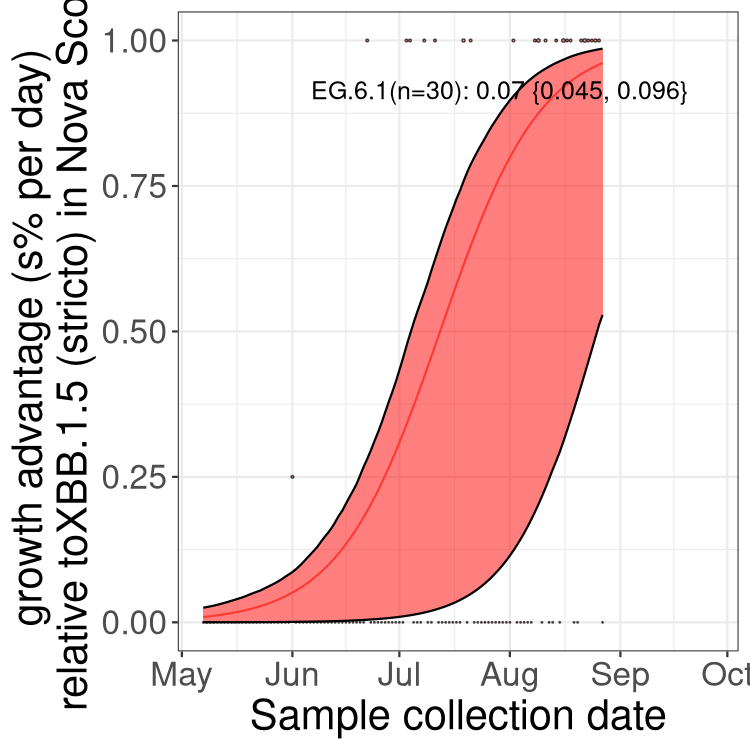 growth advantage (s% per day)
relative toXBB.1.5 (stricto) in Nova Sco
1.00
0.75
0.50
0.25
0.00
EG.6.1(n=30): 0.07 {0.045, 0.096}
May Jun Jul Aug Sep Oct
Sample collection date